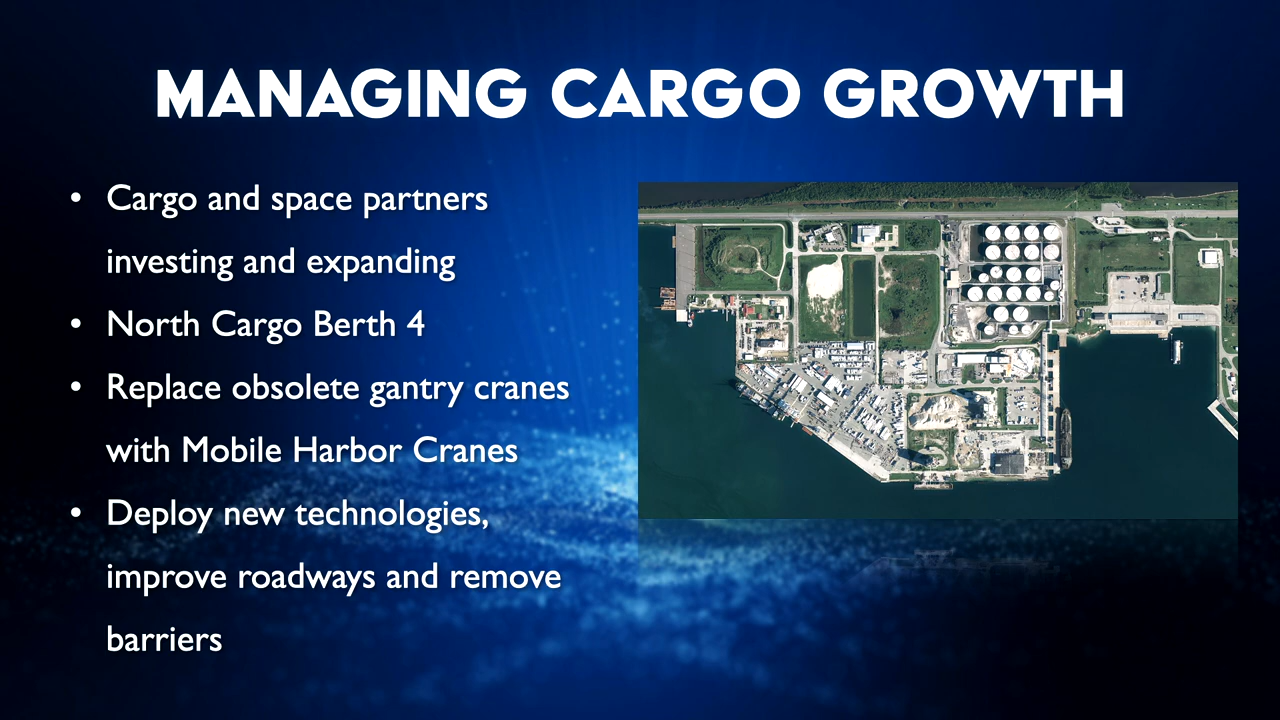 MANAGING CARGO GROWTH
• Cargo and space partners
investing and expanding
• North Cargo Berth 4
• Replace obsolete gantry cranes
with Mobile Harbor Cranes
• Deploy new technologies,
improve roadways and remove
barriers